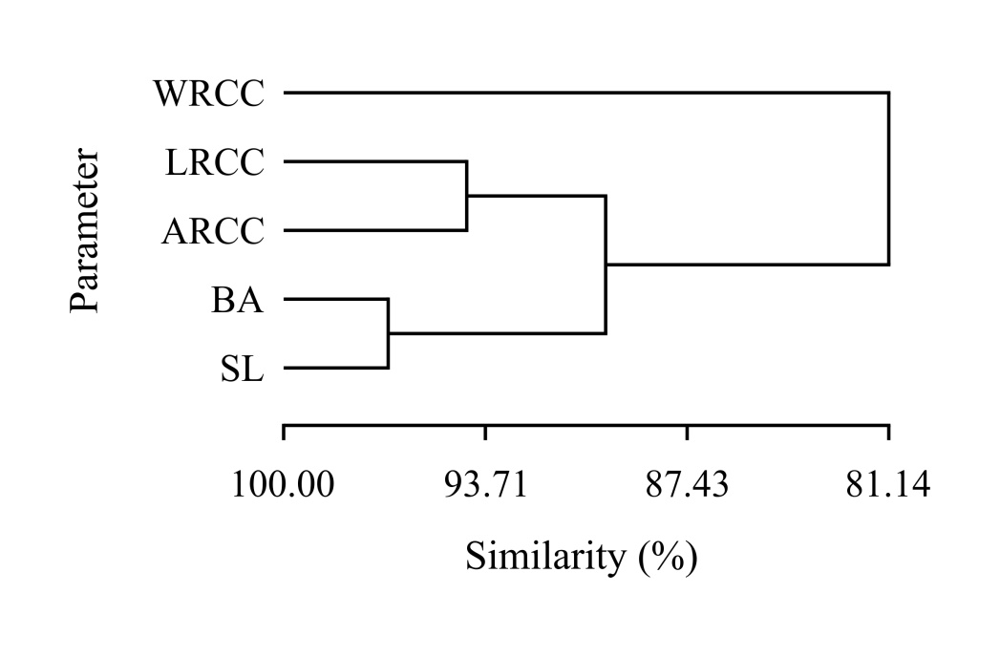 WRCC
LRCC
ARCC
BA
SL
Parameter
100.00 93.71 87.43 81.14
Similarity (%)